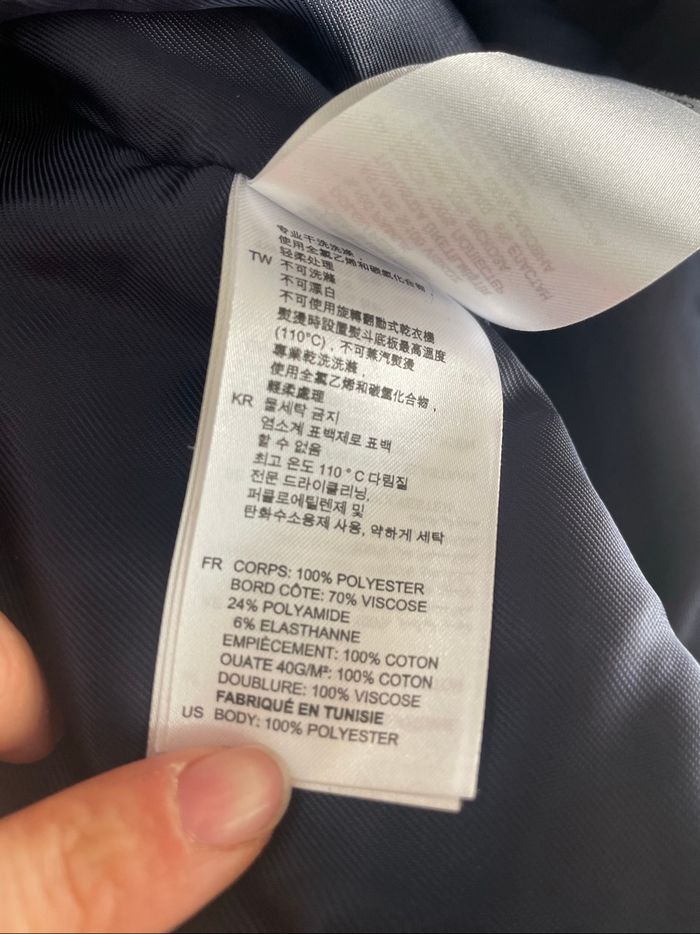 专业干洗洗涤，
使用全氯乙烯和碳氢化合物，
轻柔处理
TW 不可洗滌
不可漂白
不可使用旋轉翻動式乾衣機
熨燙時設置熨斗底板最高溫度
(110°C)，不可蒸汽熨燙
專業乾洗洗滌，
使用全氯乙烯和碳氫化合物，
輕柔處理
KR 물세탁 금지
염소계 표백제로 표백
할 수 없음
최고 온도 110 ° C 다림질
전문 드라이클리닝,
퍼클로에틸렌제 및
탄화수소용제 사용, 약하게 세탁
FR CORPS: 100% POLYESTER
BORD CÔTE: 70% VISCOSE
24% POLYAMIDE
6% ELASTHANNE
EMPIÈCEMENT: 100% COTON
OUATE 40G/M²: 100% COTON
DOUBLURE: 100% VISCOSE
FABRIQUÉ EN TUNISIE
US BODY: 100% POLYESTER